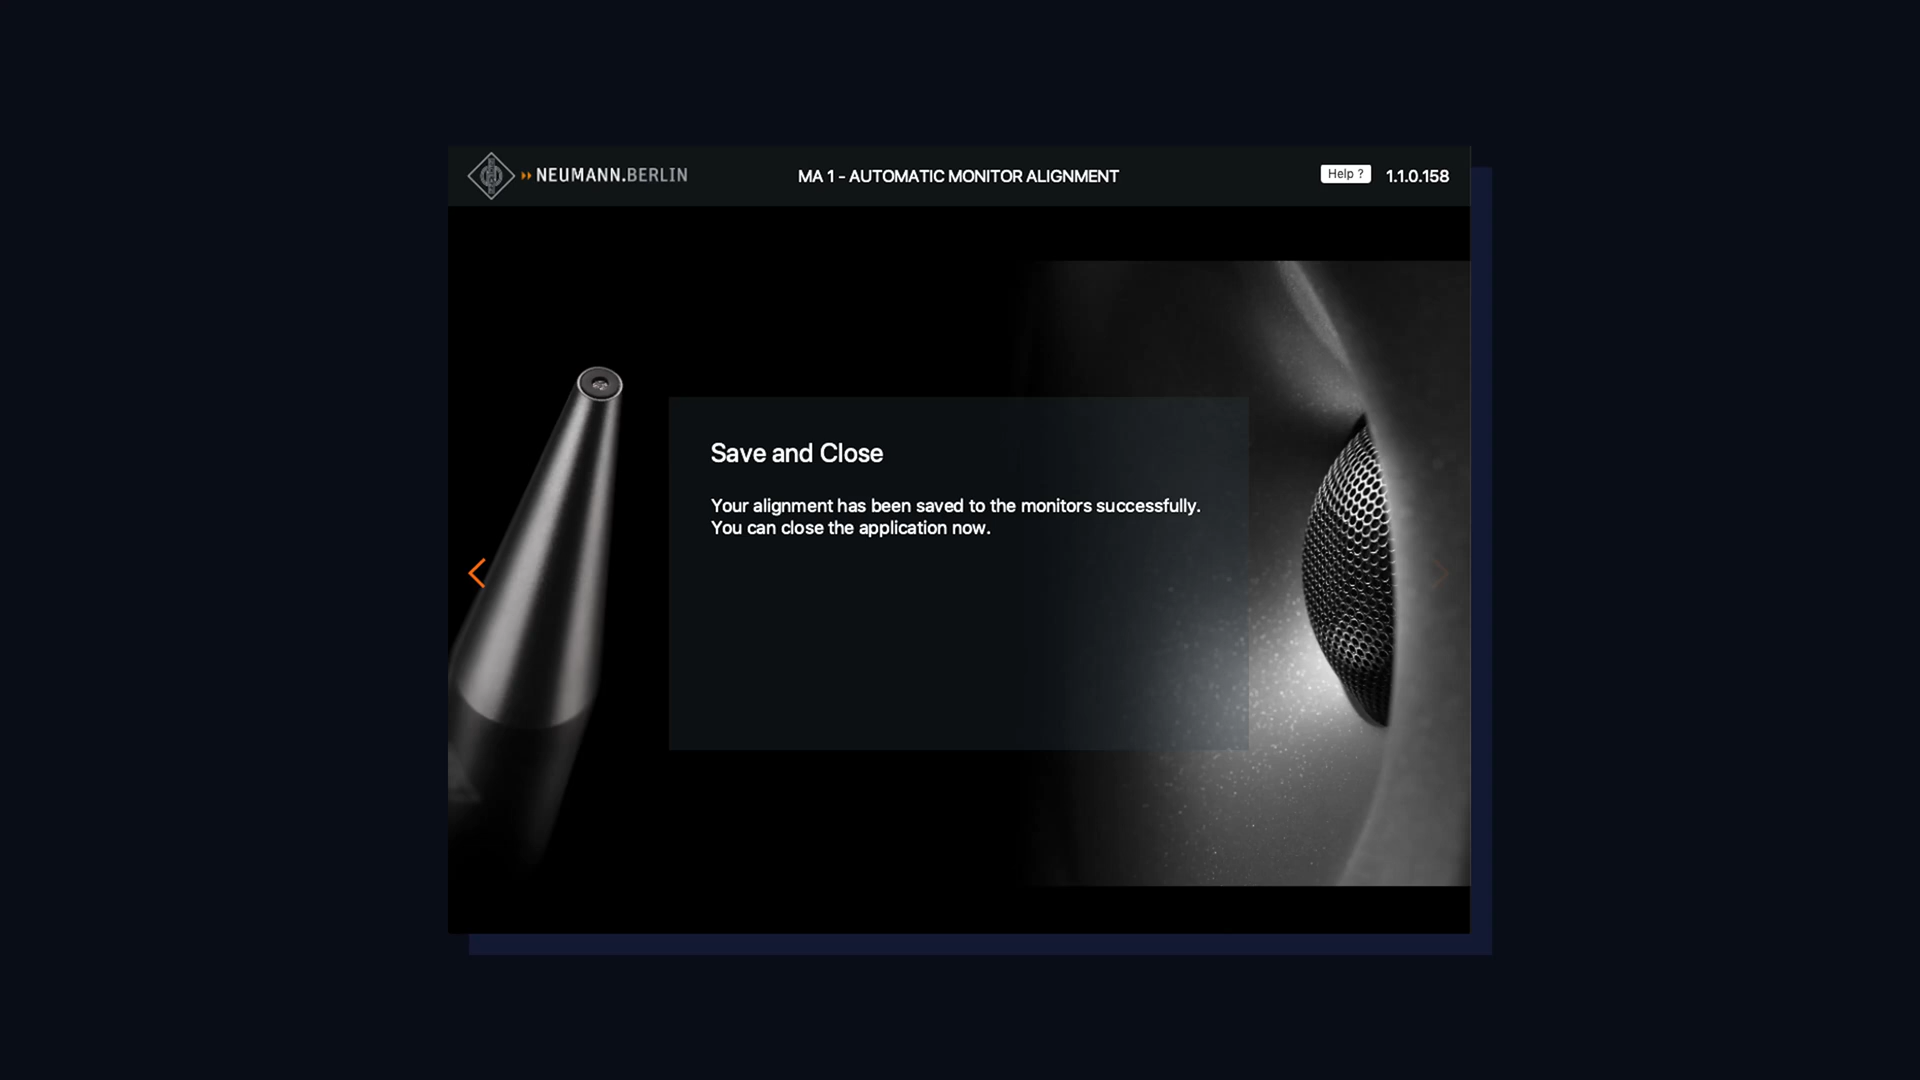 NEUMANN.BERLIN
MA 1 - AUTOMATIC MONITOR ALIGNMENT
Help ?
1.1.0.158
Save and Close
Your alignment has been saved to the monitors successfully.
You can close the application now.